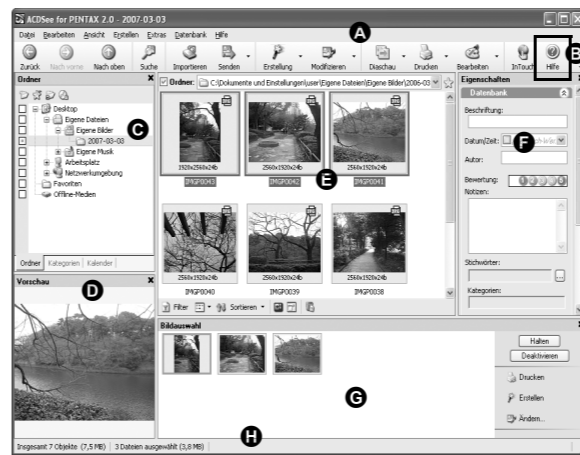 ACDSee for PENTAX 2.0 - 2007-03-03
Datei Bearbeiten Ansicht Erstellen Extras Datenbank Hilfe
A
Zurück Nach vorne Nach oben Suche Importieren Senden Erstellung Modifizieren Diaschau Drucken Bearbeiten InTouch Hilfe
B
Ordner
Desktop
Eigene Dateien
Eigene Bilder
2007-03-03
Eigene Musik
Arbeitsplatz
Netzwerkumgebung
Favoriten
Offline-Medien
C
Ordner Kategorien Kalender
Vorschau
D
Ordner: C:\Dokumente und Einstellungen\user\Eigene Dateien\Eigene Bilder\2006-03
1920x2560x24b 2560x1920x24b 2560x1920x24b
E
IMGP0043 IMGP0042 IMGP0041
2560x1920x24b 2560x1920x24b 2560x1920x24b
IMGP0040 IMGP0039 IMGP0038
Filter Sortieren
Eigenschaften
Datenbank
Beschriftung:
Datum/Zeit:
F
Autor:
Bewertung:
Notizen:
Stichwörter:
Kategorien:
Bildauswahl
G
Halten
Deaktivieren
Drucken
Erstellen
Ändern...
H
Insgesamt 7 Objekte (7,5 MB) 3 Dateien ausgewählt (3,8 MB)